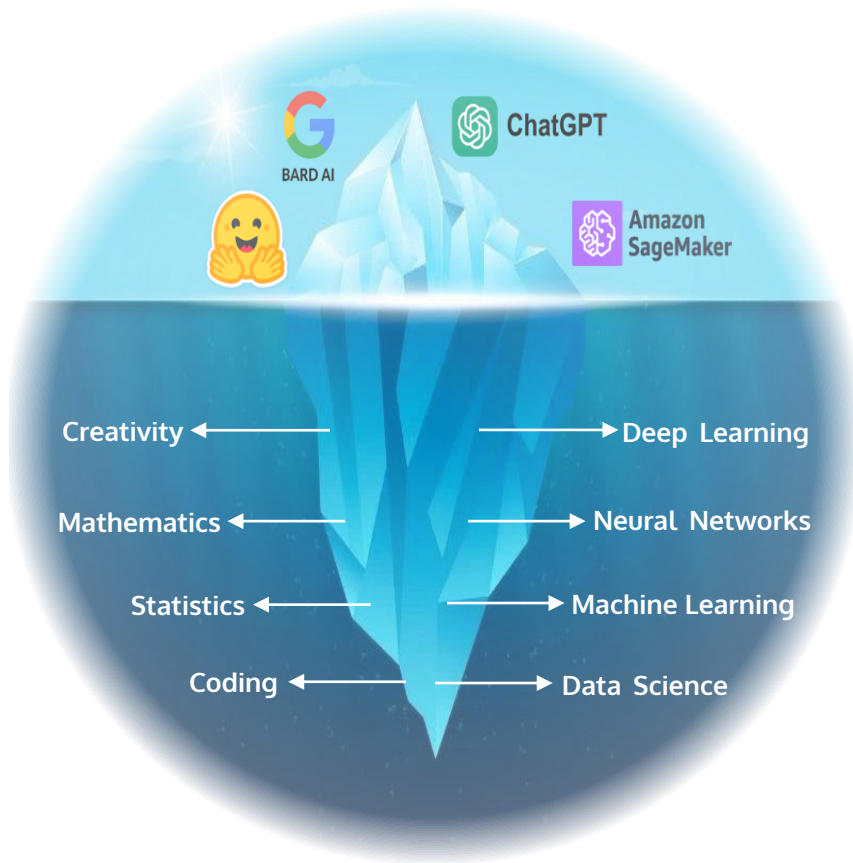 ChatGPT
BARD AI
Amazon
SageMaker
Creativity
Deep Learning
Mathematics
Neural Networks
Statistics
Machine Learning
Coding
Data Science